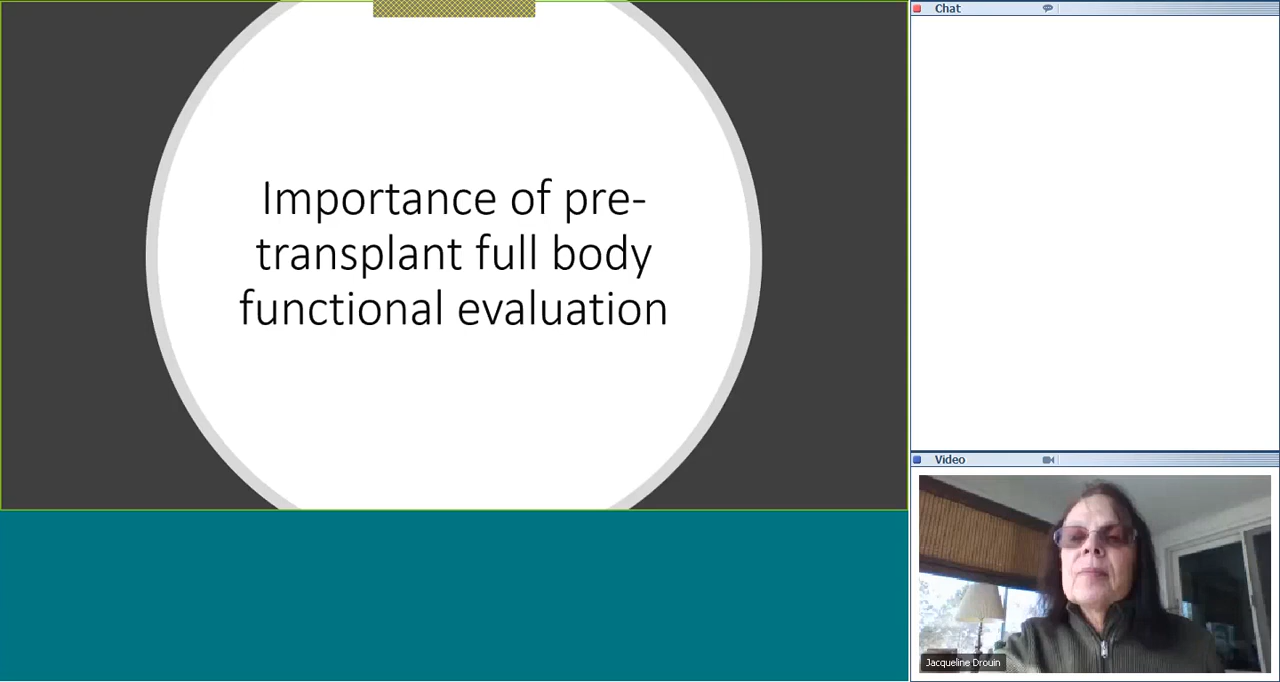 Importance of pre-
transplant full body
functional evaluation
Chat
Video
Jacqueline Drouin